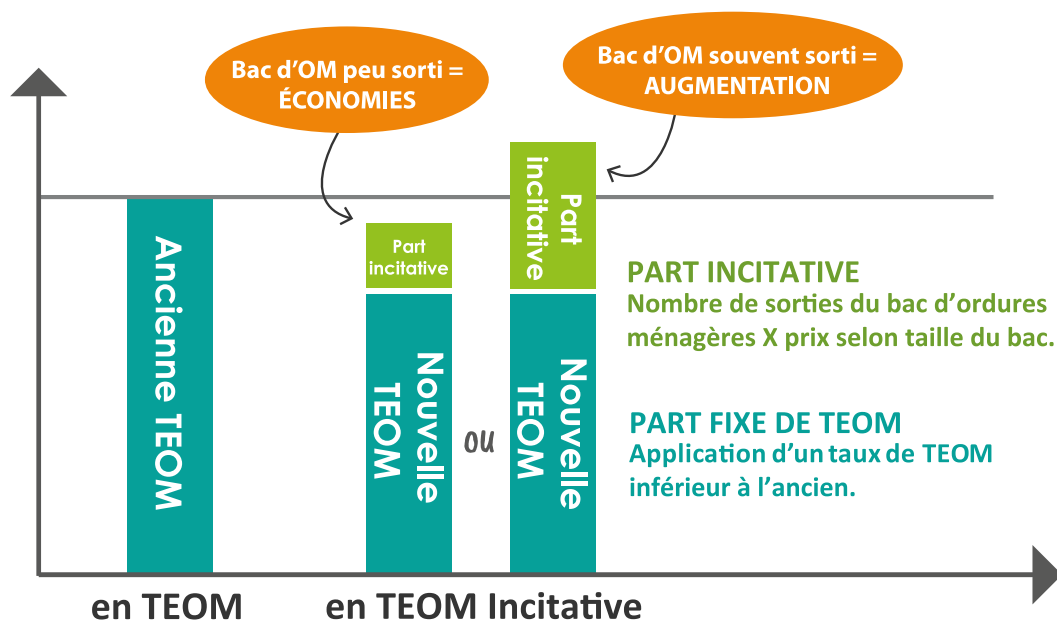 Bac d’OM peu sorti =
ÉCONOMIES
Bac d’OM souvent sorti =
AUGMENTATION
Ancienne TEOM
Part
incitative
Nouvelle
TEOM
ou
Part
incitative
Nouvelle
TEOM
PART INCITATIVE
Nombre de sorties du bac d’ordures
ménagères X prix selon taille du bac.
PART FIXE DE TEOM
Application d’un taux de TEOM
inférieur à l’ancien.
en TEOM
en TEOM Incitative